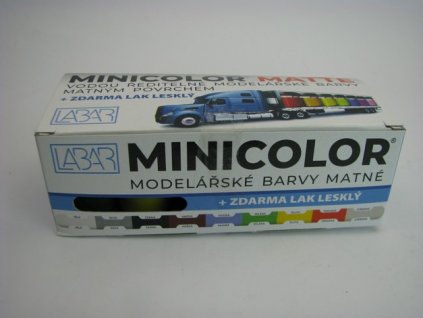 MINICOLOR MATTE
VODOU ŘEDITELNÉ MODELÁŘSKÉ BARVY
MATNÝM POVRCHEM
+ ZDARMA LAK LESKLÝ
LABAR
LABAR
MINICOLOR®
MODELÁŘSKÉ BARVY MATNÉ
+ ZDARMA LAK LESKLÝ